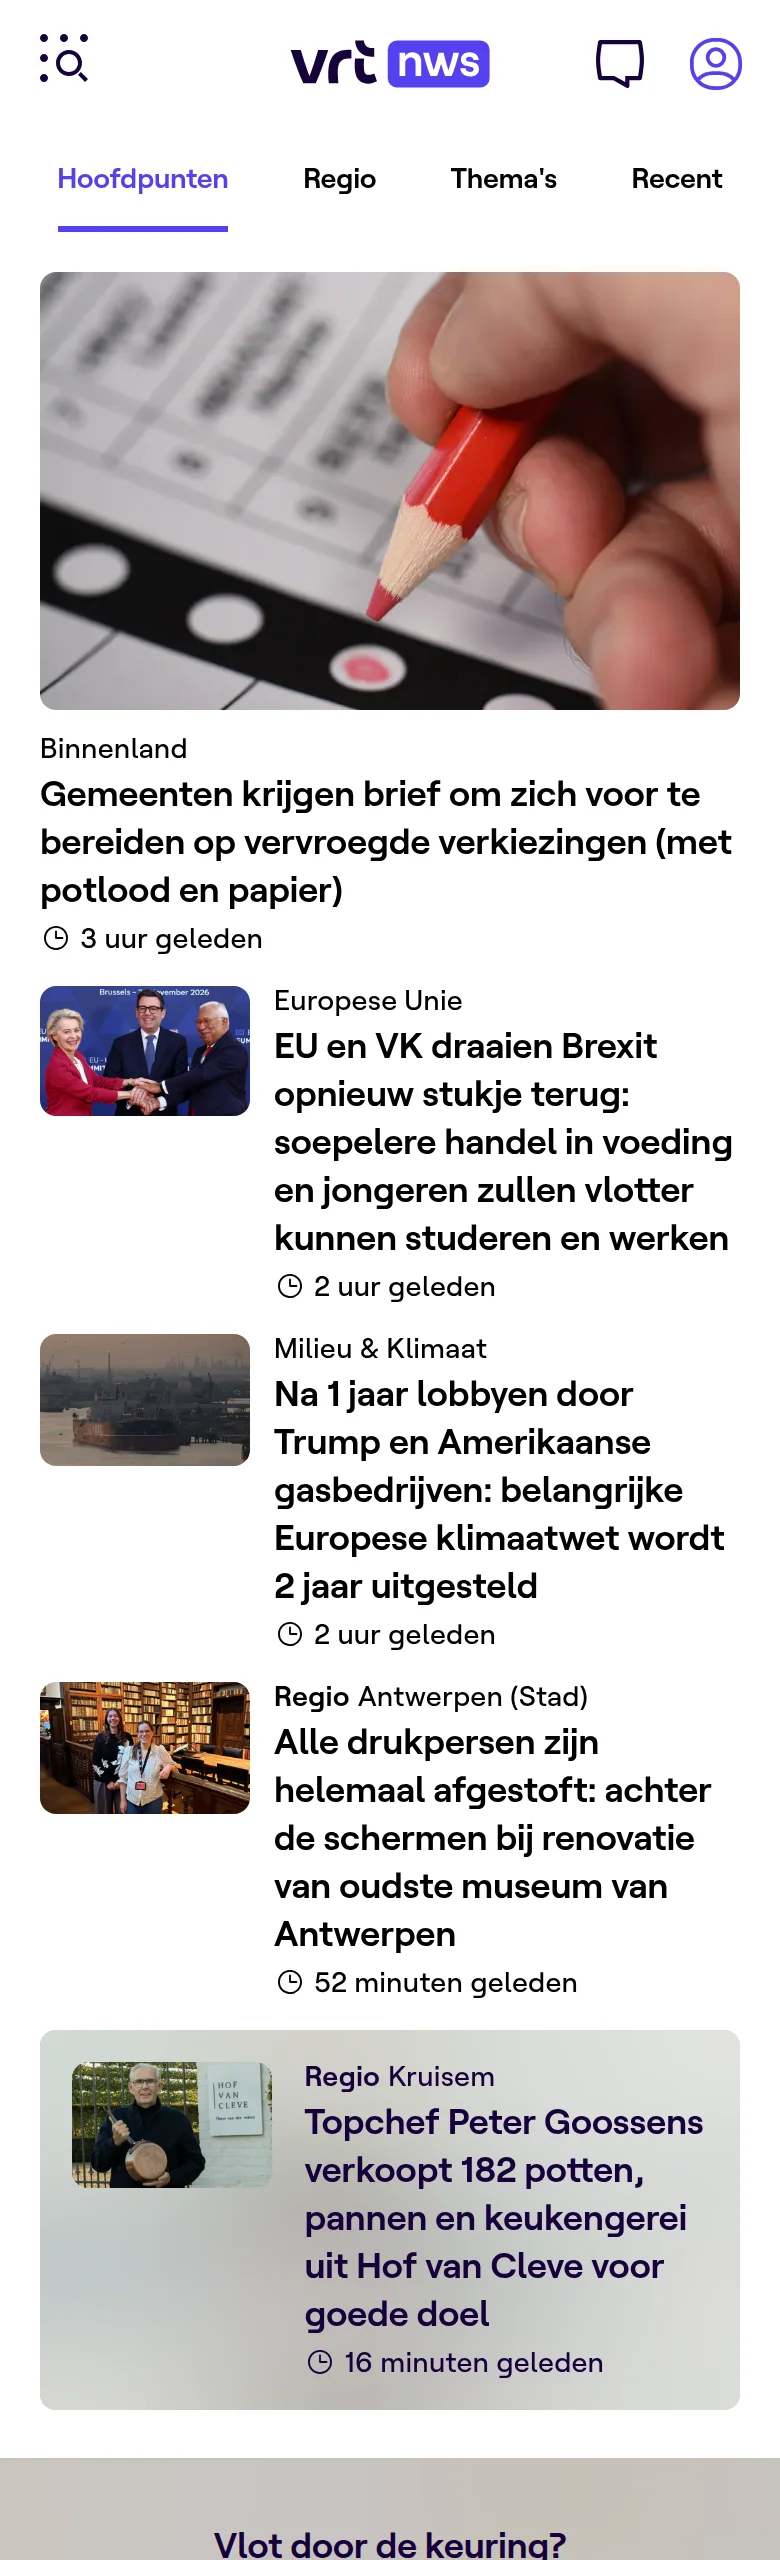 vrt nws
Hoofdpunten Regio Thema's Recent
Binnenland
Gemeenten krijgen brief om zich voor te
bereiden op vervroegde verkiezingen (met
potlood en papier)
3 uur geleden
Europese Unie
EU en VK draaien Brexit
opnieuw stukje terug:
soepelere handel in voeding
en jongeren zullen vlotter
kunnen studeren en werken
2 uur geleden
Milieu & Klimaat
Na 1 jaar lobbyen door
Trump en Amerikaanse
gasbedrijven: belangrijke
Europese klimaatwet wordt
2 jaar uitgesteld
2 uur geleden
Regio Antwerpen (Stad)
Alle drukpersen zijn
helemaal afgestoft: achter
de schermen bij renovatie
van oudste museum van
Antwerpen
52 minuten geleden
HOF
VAN
CLEVE
Regio Kruisem
Topchef Peter Goossens
verkoopt 182 potten,
pannen en keukengerei
uit Hof van Cleve voor
goede doel
16 minuten geleden
Vlot door de keuring?